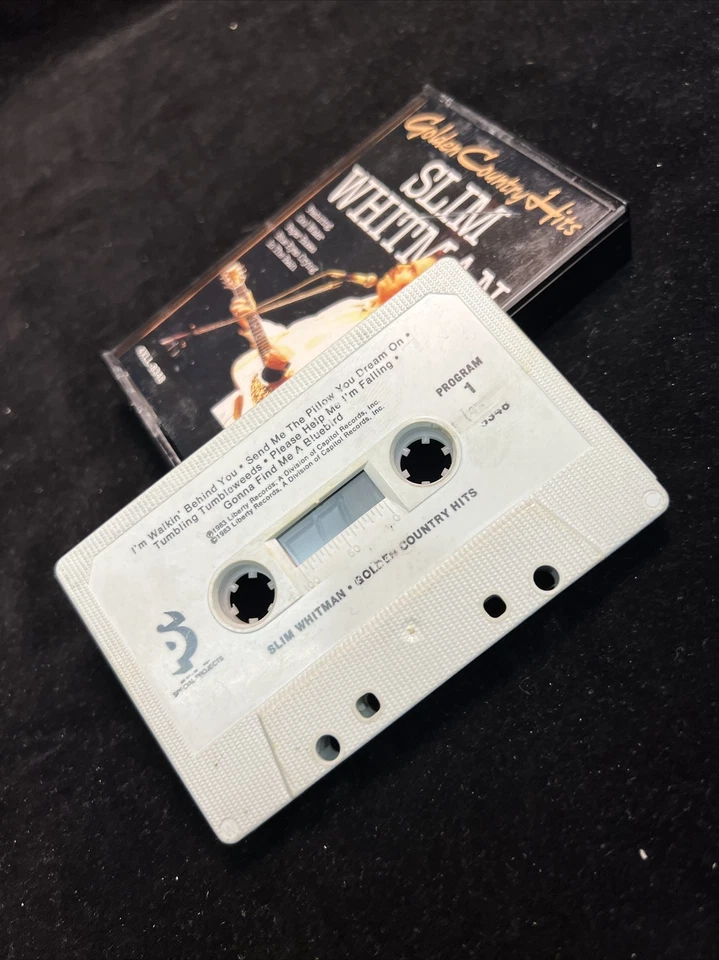 Golden Country Hits
SLIM
WHITMAN
I'm Walkin' Behind You • Send Me The Pillow You Dream On •
Tumbling Tumbleweeds • Please Help Me I'm Falling •
Gonna Find Me A Bluebird
℗1983 Liberty Records, A Division of Capitol Records, Inc.
©1983 Liberty Records, A Division of Capitol Records, Inc.
PROGRAM
1
SLIM WHITMAN • GOLDEN COUNTRY HITS
SPECIAL PROJECTS